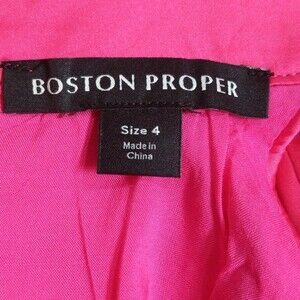 BOSTON PROPER
Size 4
Made in
China